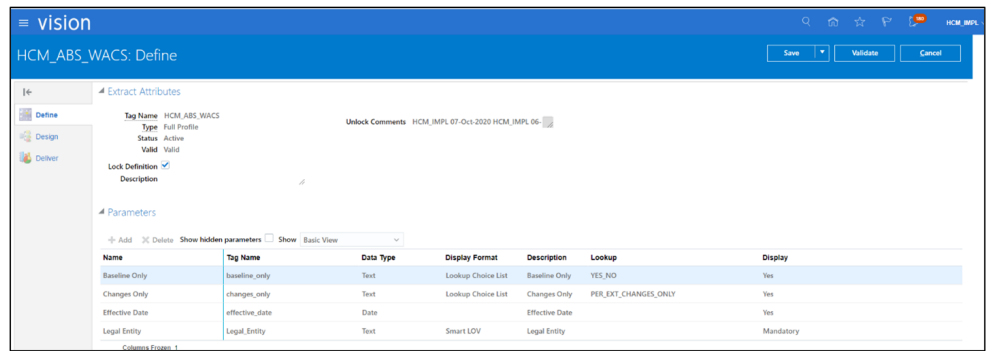 vision
HCM_IMPL
HCM_ABS_WACS: Define
Save
Validate
Cancel
Extract Attributes
Define
Design
Deliver
Tag Name HCM_ABS_WACS
Type Full Profile
Status Active
Valid Valid
Lock Definition
Description
Unlock Comments HCM_IMPL 07-Oct-2020 HCM_IMPL 06-
Parameters
Add Delete Show hidden parameters Show Basic View
Name Tag Name Data Type Display Format Description Lookup Display
Baseline Only baseline_only Text Lookup Choice List Baseline Only YES_NO Yes
Changes Only changes_only Text Lookup Choice List Changes Only PER_EXT_CHANGES_ONLY Yes
Effective Date effective_date Date Effective Date Yes
Legal Entity Legal_Entity Text Smart LOV Legal Entity Mandatory
Columns Frozen 1